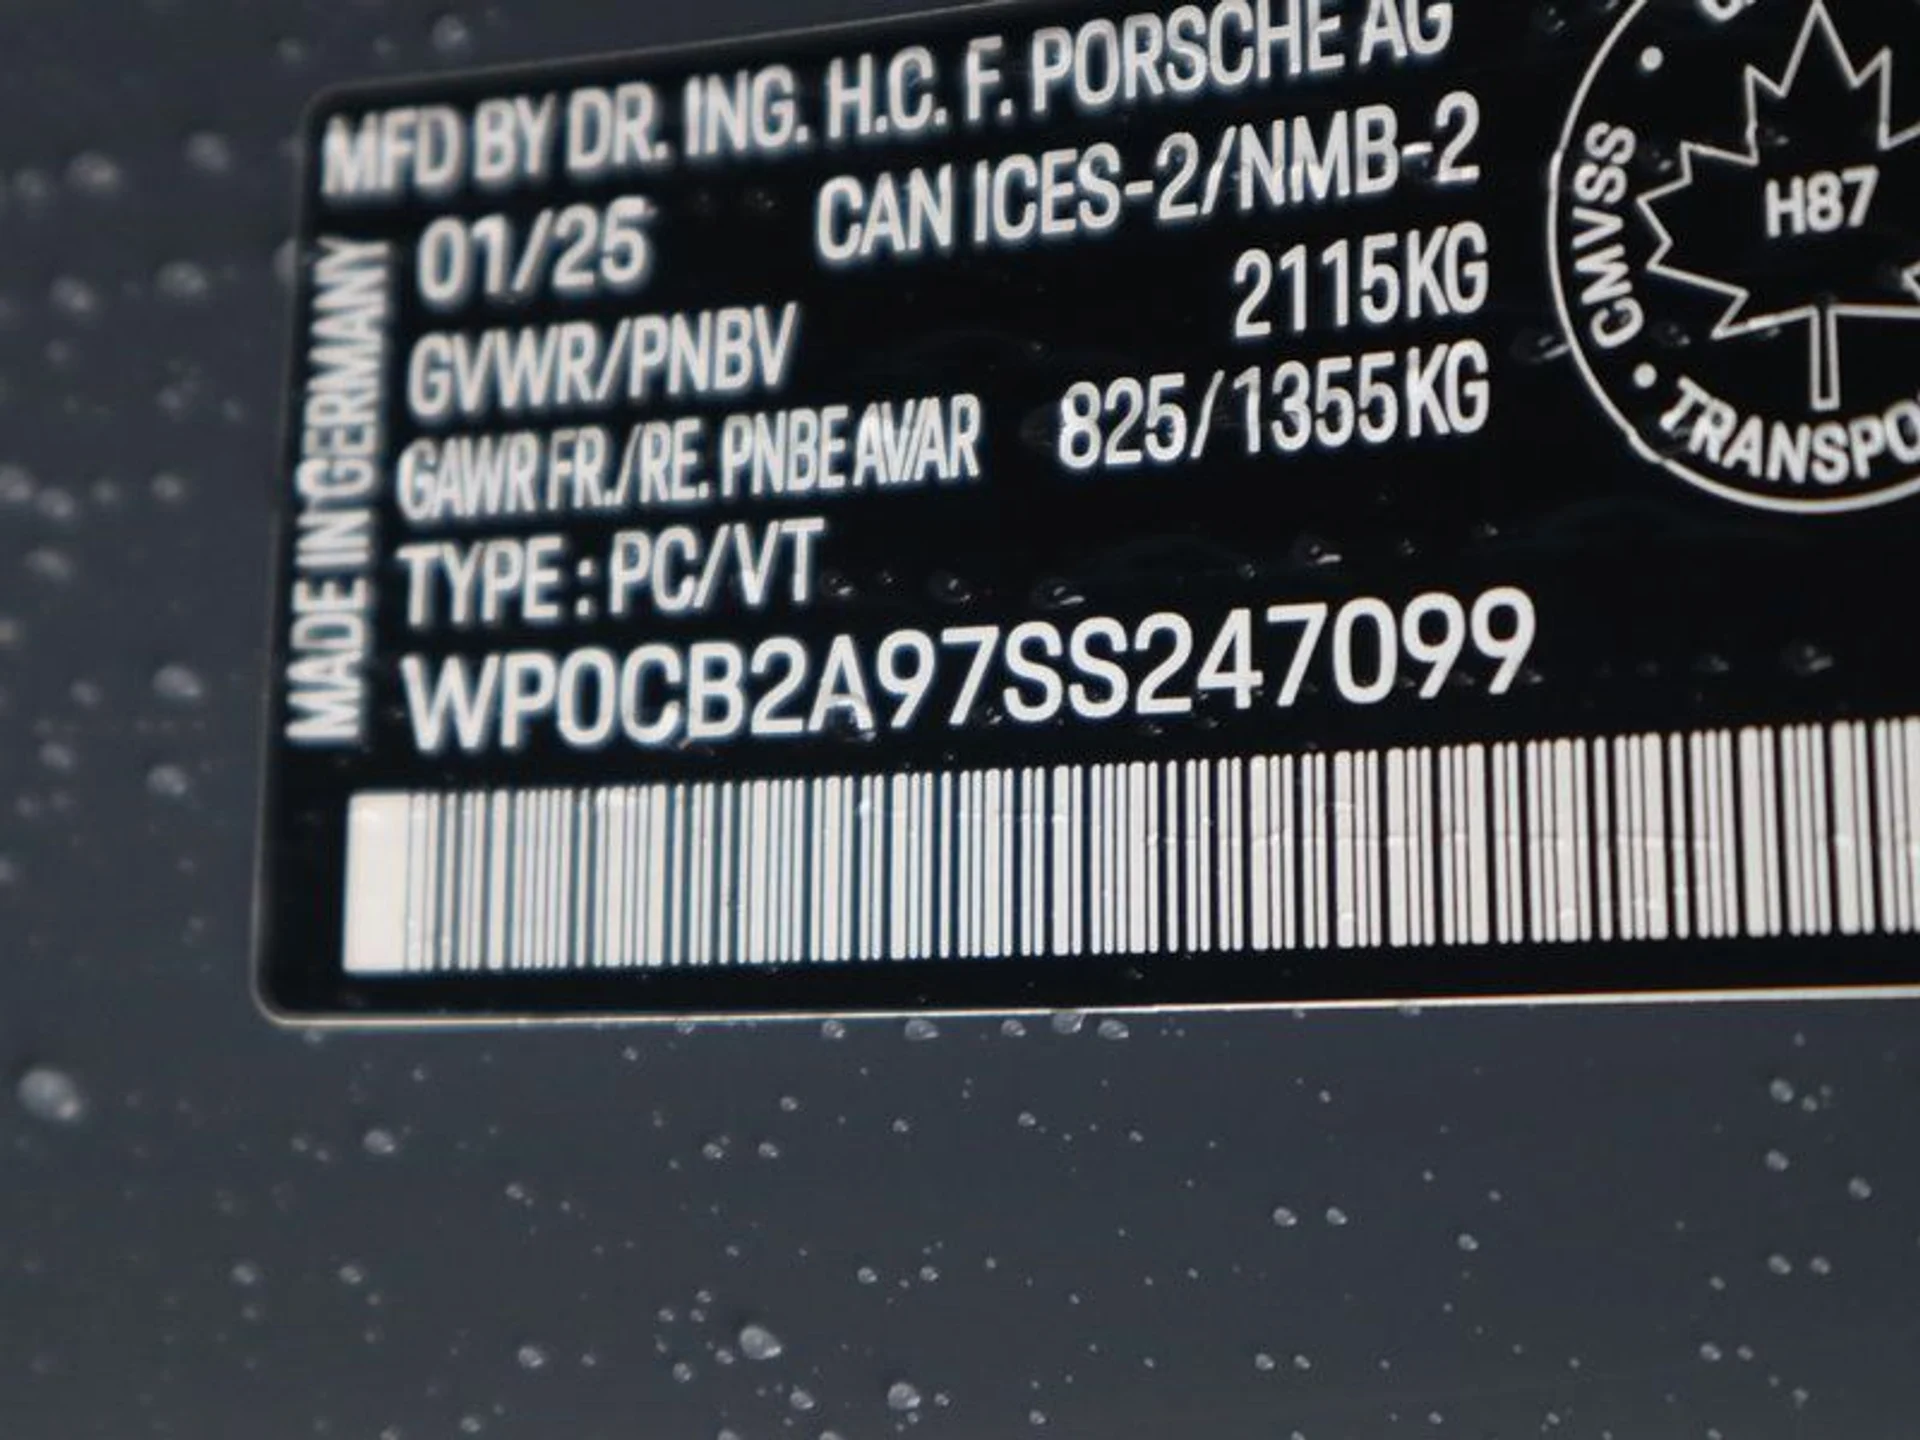 MFD BY DR. ING. H.C. F. PORSCHE AG
01/25 CAN ICES-2/NMB-2
GVWR/PNBV 2115KG
GAWR FR./RE. PNBE AV/AR 825/1355KG
TYPE : PC/VT
WP0CB2A97SS247099
MADE IN GERMANY
CMVSS
H87